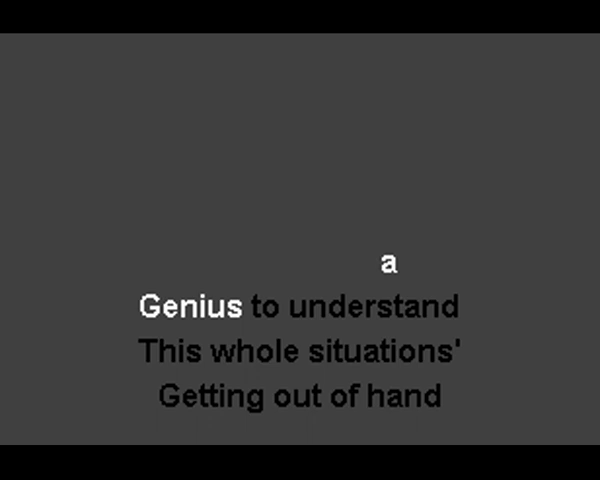 a
Genius to understand
This whole situations'
Getting out of hand